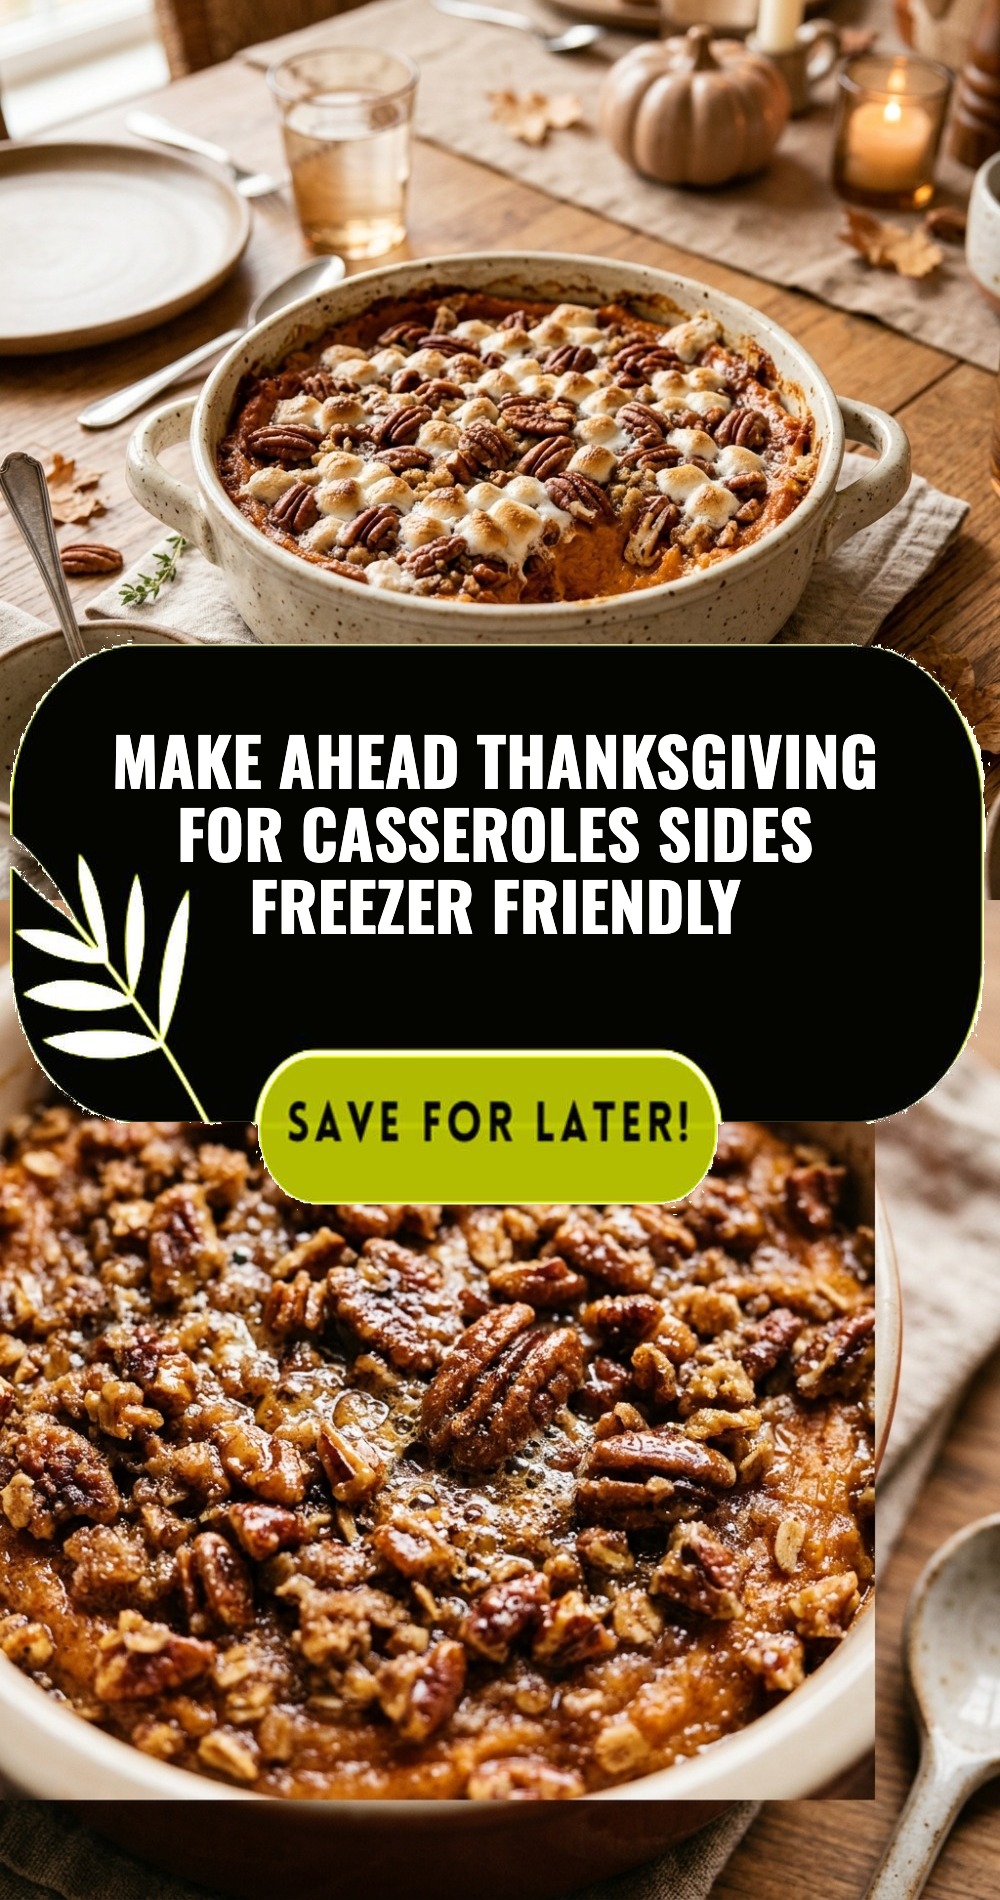 MAKE AHEAD THANKSGIVING
FOR CASSEROLES SIDES
FREEZER FRIENDLY
SAVE FOR LATER!